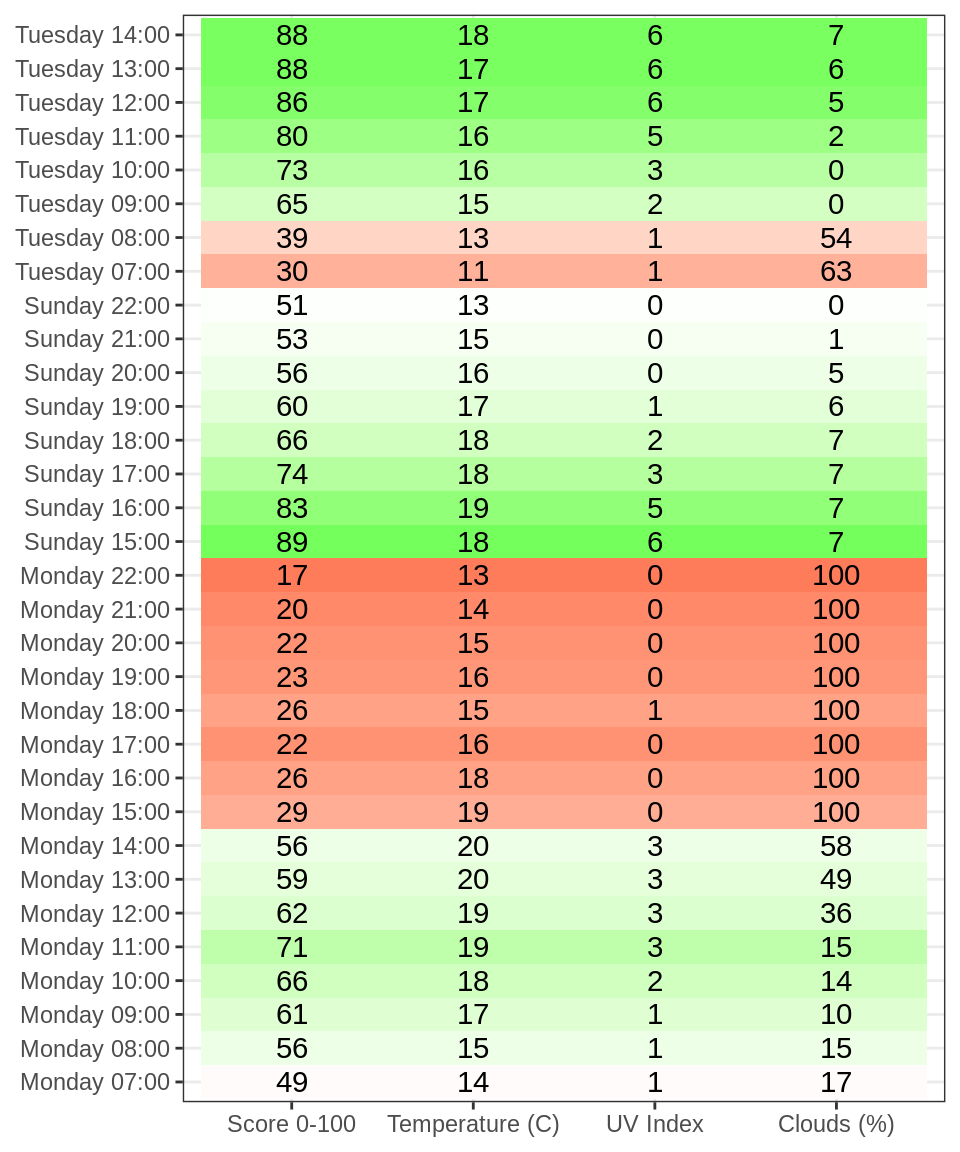 Tuesday 14:00 88 18 6 7
Tuesday 13:00 88 17 6 6
Tuesday 12:00 86 17 6 5
Tuesday 11:00 80 16 5 2
Tuesday 10:00 73 16 3 0
Tuesday 09:00 65 15 2 0
Tuesday 08:00 39 13 1 54
Tuesday 07:00 30 11 1 63
Sunday 22:00 51 13 0 0
Sunday 21:00 53 15 0 1
Sunday 20:00 56 16 0 5
Sunday 19:00 60 17 1 6
Sunday 18:00 66 18 2 7
Sunday 17:00 74 18 3 7
Sunday 16:00 83 19 5 7
Sunday 15:00 89 18 6 7
Monday 22:00 17 13 0 100
Monday 21:00 20 14 0 100
Monday 20:00 22 15 0 100
Monday 19:00 23 16 0 100
Monday 18:00 26 15 1 100
Monday 17:00 22 16 0 100
Monday 16:00 26 18 0 100
Monday 15:00 29 19 0 100
Monday 14:00 56 20 3 58
Monday 13:00 59 20 3 49
Monday 12:00 62 19 3 36
Monday 11:00 71 19 3 15
Monday 10:00 66 18 2 14
Monday 09:00 61 17 1 10
Monday 08:00 56 15 1 15
Monday 07:00 49 14 1 17
Score 0-100 Temperature (C) UV Index Clouds (%)